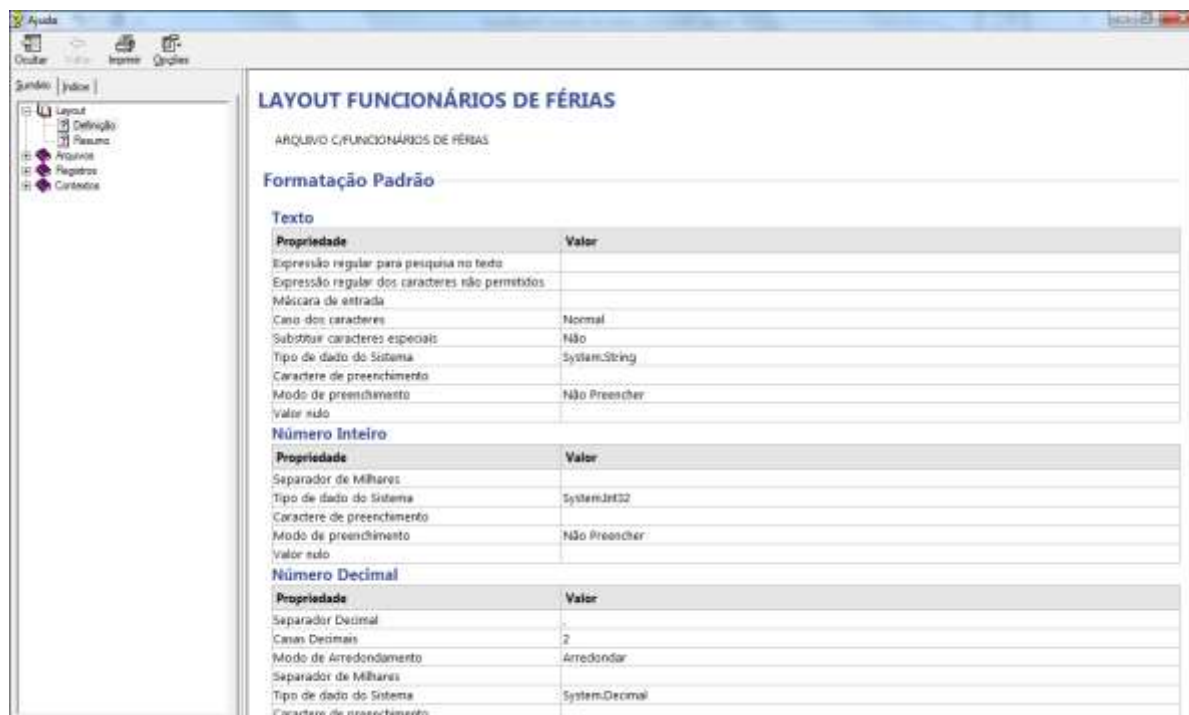 Ajuda
Ocultar Imprimir Opções
Sumário Índice
Layout
Definição
Resumo
Arquivos
Registros
Contextos
LAYOUT FUNCIONÁRIOS DE FÉRIAS
ARQUIVO C/FUNCIONÁRIOS DE FÉRIAS
Formatação Padrão
Texto
Propriedade Valor
Expressão regular para pesquisa no texto
Expressão regular dos caracteres não permitidos
Máscara de entrada
Caso dos caracteres Normal
Substituir caracteres especiais Não
Tipo de dado do Sistema System.String
Caractere de preenchimento
Modo de preenchimento Não Preencher
Valor nulo
Número Inteiro
Propriedade Valor
Separador de Milhares
Tipo de dado do Sistema System.Int32
Caractere de preenchimento
Modo de preenchimento Não Preencher
Valor nulo
Número Decimal
Propriedade Valor
Separador Decimal
Casas Decimais 2
Modo de Arredondamento Arredondar
Separador de Milhares
Tipo de dado do Sistema System.Decimal
Caractere de preenchimento